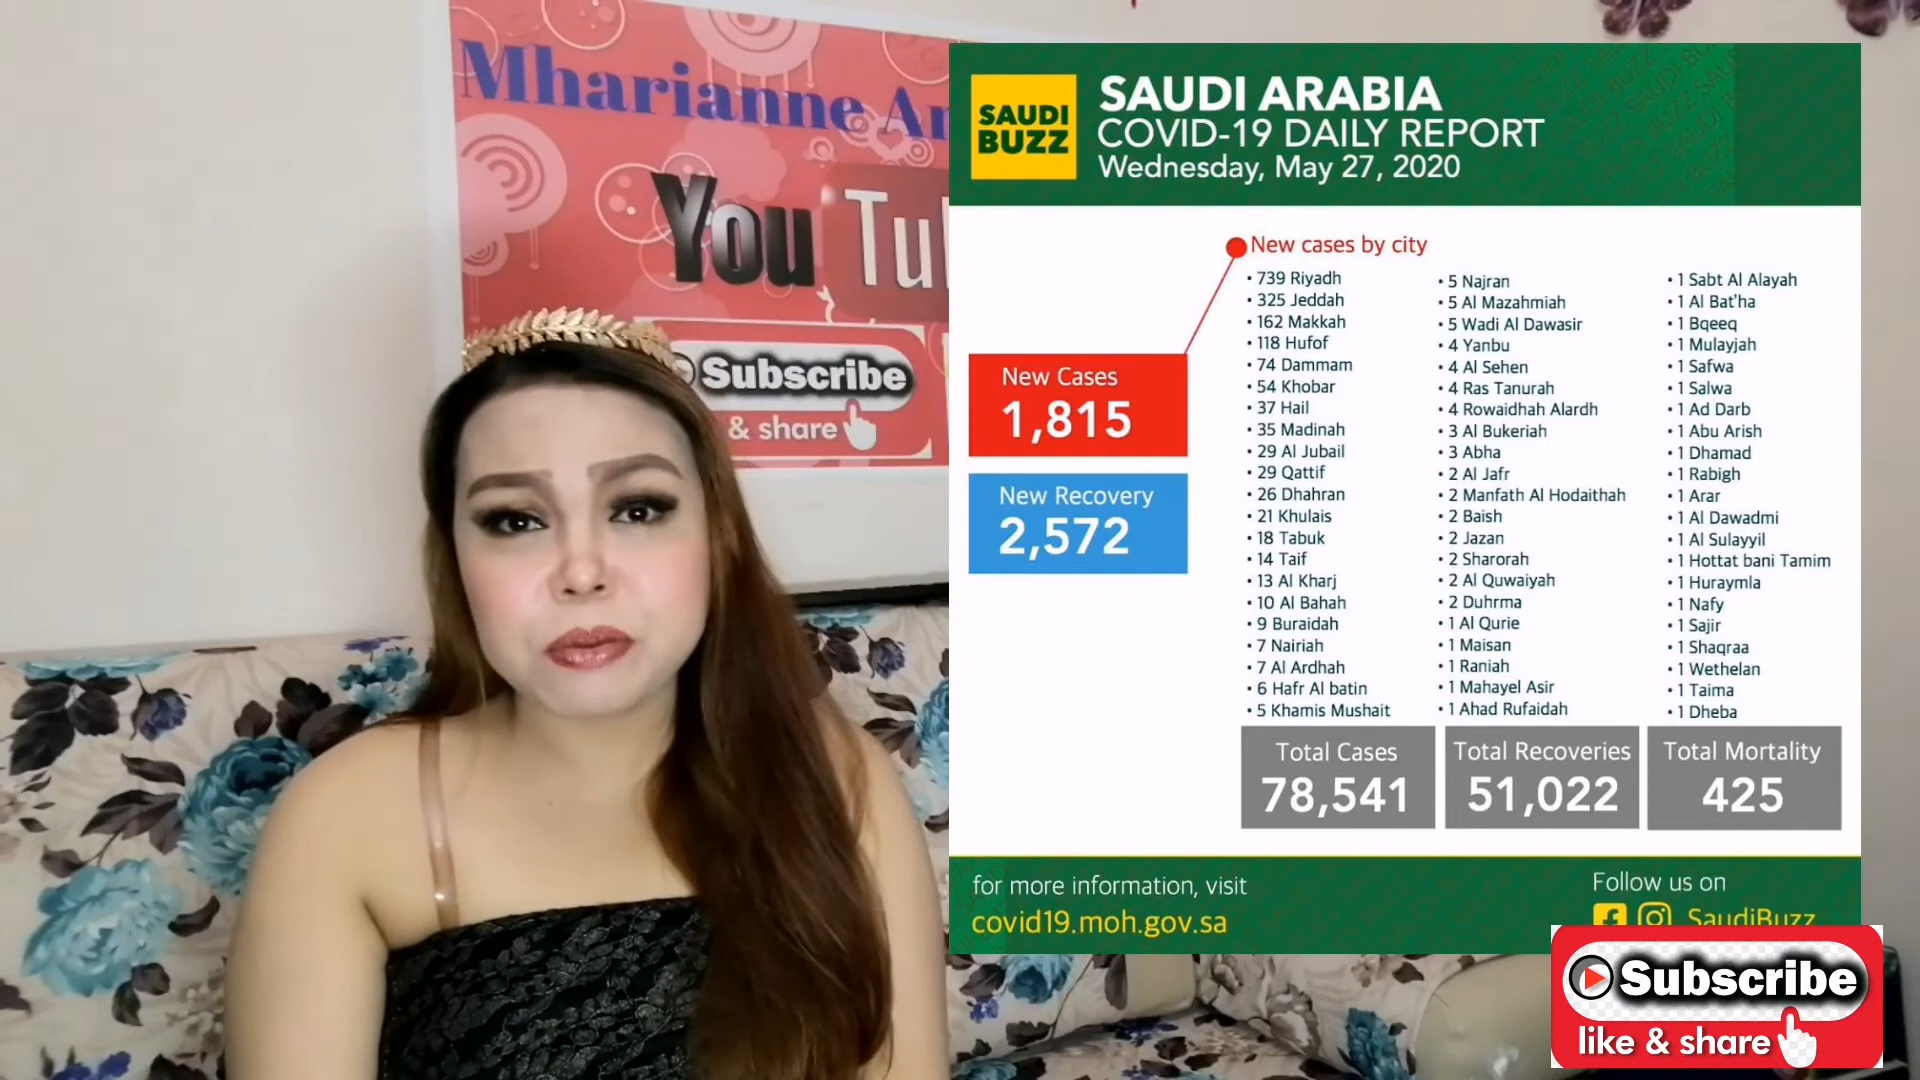 Mharianne Ar
You Tu
Subscribe
& share
SAUDI
BUZZ
SAUDI ARABIA
COVID-19 DAILY REPORT
Wednesday, May 27, 2020
New cases by city
New Cases
1,815
New Recovery
2,572
• 739 Riyadh
• 325 Jeddah
• 162 Makkah
• 118 Hufof
• 74 Dammam
• 54 Khobar
• 37 Hail
• 35 Madinah
• 29 Al Jubail
• 29 Qattif
• 26 Dhahran
• 21 Khulais
• 18 Tabuk
• 14 Taif
• 13 Al Kharj
• 10 Al Bahah
• 9 Buraidah
• 7 Nairiah
• 7 Al Ardhah
• 6 Hafr Al batin
• 5 Khamis Mushait
• 5 Najran
• 5 Al Mazahmiah
• 5 Wadi Al Dawasir
• 4 Yanbu
• 4 Al Sehen
• 4 Ras Tanurah
• 4 Rowaidhah Alardh
• 3 Al Bukeriah
• 3 Abha
• 2 Al Jafr
• 2 Manfath Al Hodaithah
• 2 Baish
• 2 Jazan
• 2 Sharorah
• 2 Al Quwaiyah
• 2 Duhrma
• 1 Al Qurie
• 1 Maisan
• 1 Raniah
• 1 Mahayel Asir
• 1 Ahad Rufaidah
• 1 Sabt Al Alayah
• 1 Al Bat'ha
• 1 Bqeeq
• 1 Mulayjah
• 1 Safwa
• 1 Salwa
• 1 Ad Darb
• 1 Abu Arish
• 1 Dhamad
• 1 Rabigh
• 1 Arar
• 1 Al Dawadmi
• 1 Al Sulayyil
• 1 Hottat bani Tamim
• 1 Huraymla
• 1 Nafy
• 1 Sajir
• 1 Shaqraa
• 1 Wethelan
• 1 Taima
• 1 Dheba
Total Cases
78,541
Total Recoveries
51,022
Total Mortality
425
for more information, visit
covid19.moh.gov.sa
Follow us on
SaudiBuzz
Subscribe
like & share